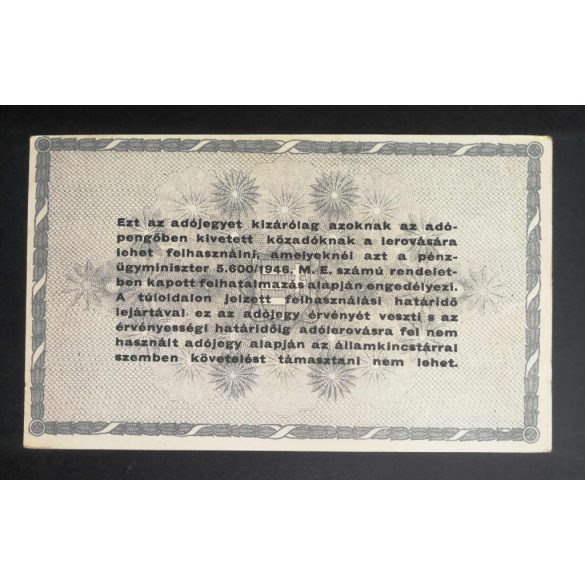 Ezt az adójegyet kizárólag azoknak az adó-
pengőben kivetett közadóknak a lerovására
lehet felhasználni, amelyeknél azt a pénz-
ügyminiszter 5.600/1946. M. E. számú rendelet-
ben kapott felhatalmazás alapján engedélyezi.
A túloldalon jelzett felhasználási határidő
lejártával ez az adójegy érvényét veszti s az
érvényességi határidőig adólerovásra fel nem
használt adójegy alapján az államkincstárral
szemben követelést támasztani nem lehet.